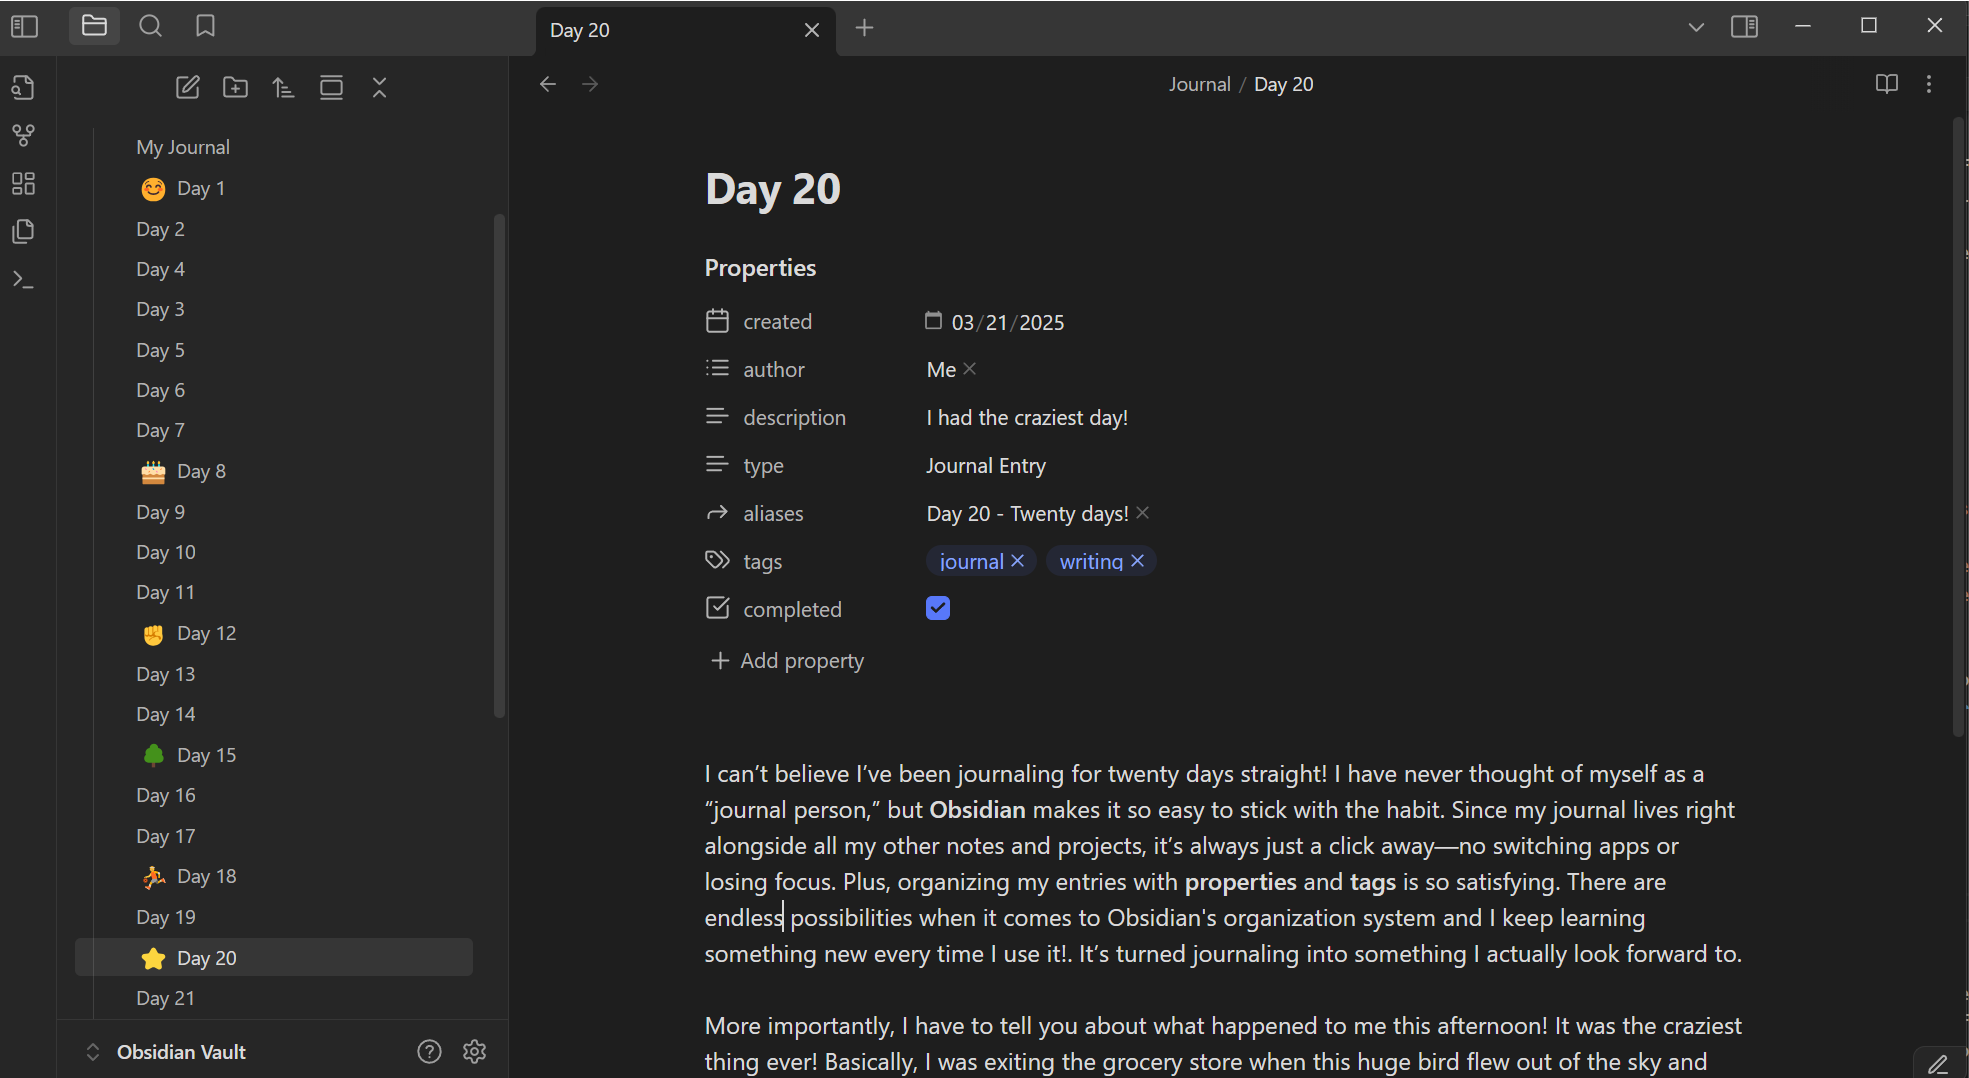 Day 20
Journal / Day 20
My Journal
Day 1
Day 2
Day 4
Day 3
Day 5
Day 6
Day 7
Day 8
Day 9
Day 10
Day 11
Day 12
Day 13
Day 14
Day 15
Day 16
Day 17
Day 18
Day 19
Day 20
Day 21
Obsidian Vault
Day 20
Properties
created 03/21/2025
author Me
description I had the craziest day!
type Journal Entry
aliases Day 20 - Twenty days!
tags journal writing
completed
Add property
I can’t believe I’ve been journaling for twenty days straight! I have never thought of myself as a
“journal person,” but Obsidian makes it so easy to stick with the habit. Since my journal lives right
alongside all my other notes and projects, it’s always just a click away—no switching apps or
losing focus. Plus, organizing my entries with properties and tags is so satisfying. There are
endless possibilities when it comes to Obsidian's organization system and I keep learning
something new every time I use it!. It’s turned journaling into something I actually look forward to.
More importantly, I have to tell you about what happened to me this afternoon! It was the craziest
thing ever! Basically, I was exiting the grocery store when this huge bird flew out of the sky and